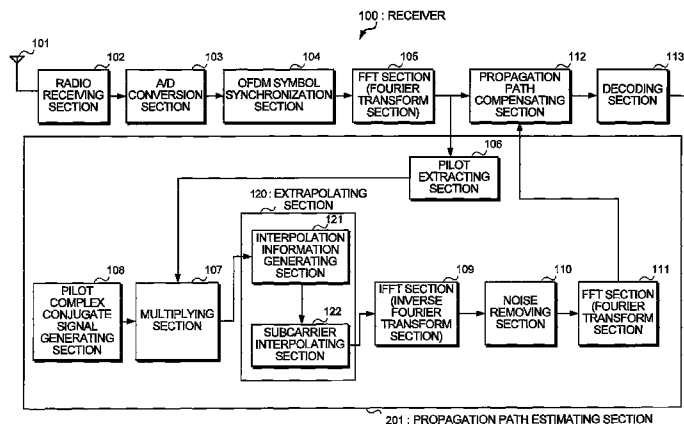 100 : RECEIVER
101
102
RADIO
RECEIVING
SECTION
103
A/D
CONVERSION
SECTION
104
OFDM SYMBOL
SYNCHRONIZATION
SECTION
105
FFT SECTION
(FOURIER
TRANSFORM
SECTION)
112
PROPAGATION
PATH
COMPENSATING
SECTION
113
DECODING
SECTION
106
PILOT
EXTRACTING
SECTION
120 : EXTRAPOLATING
SECTION
121
INTERPOLATION
INFORMATION
GENERATING
SECTION
108
PILOT
COMPLEX
CONJUGATE
SIGNAL
GENERATING
SECTION
107
MULTIPLYING
SECTION
122
SUBCARRIER
INTERPOLATING
SECTION
109
IFFT SECTION
(INVERSE
FOURIER
TRANSFORM
SECTION)
110
NOISE
REMOVING
SECTION
111
FFT SECTION
(FOURIER
TRANSFORM
SECTION)
201 : PROPAGATION PATH ESTIMATING SECTION